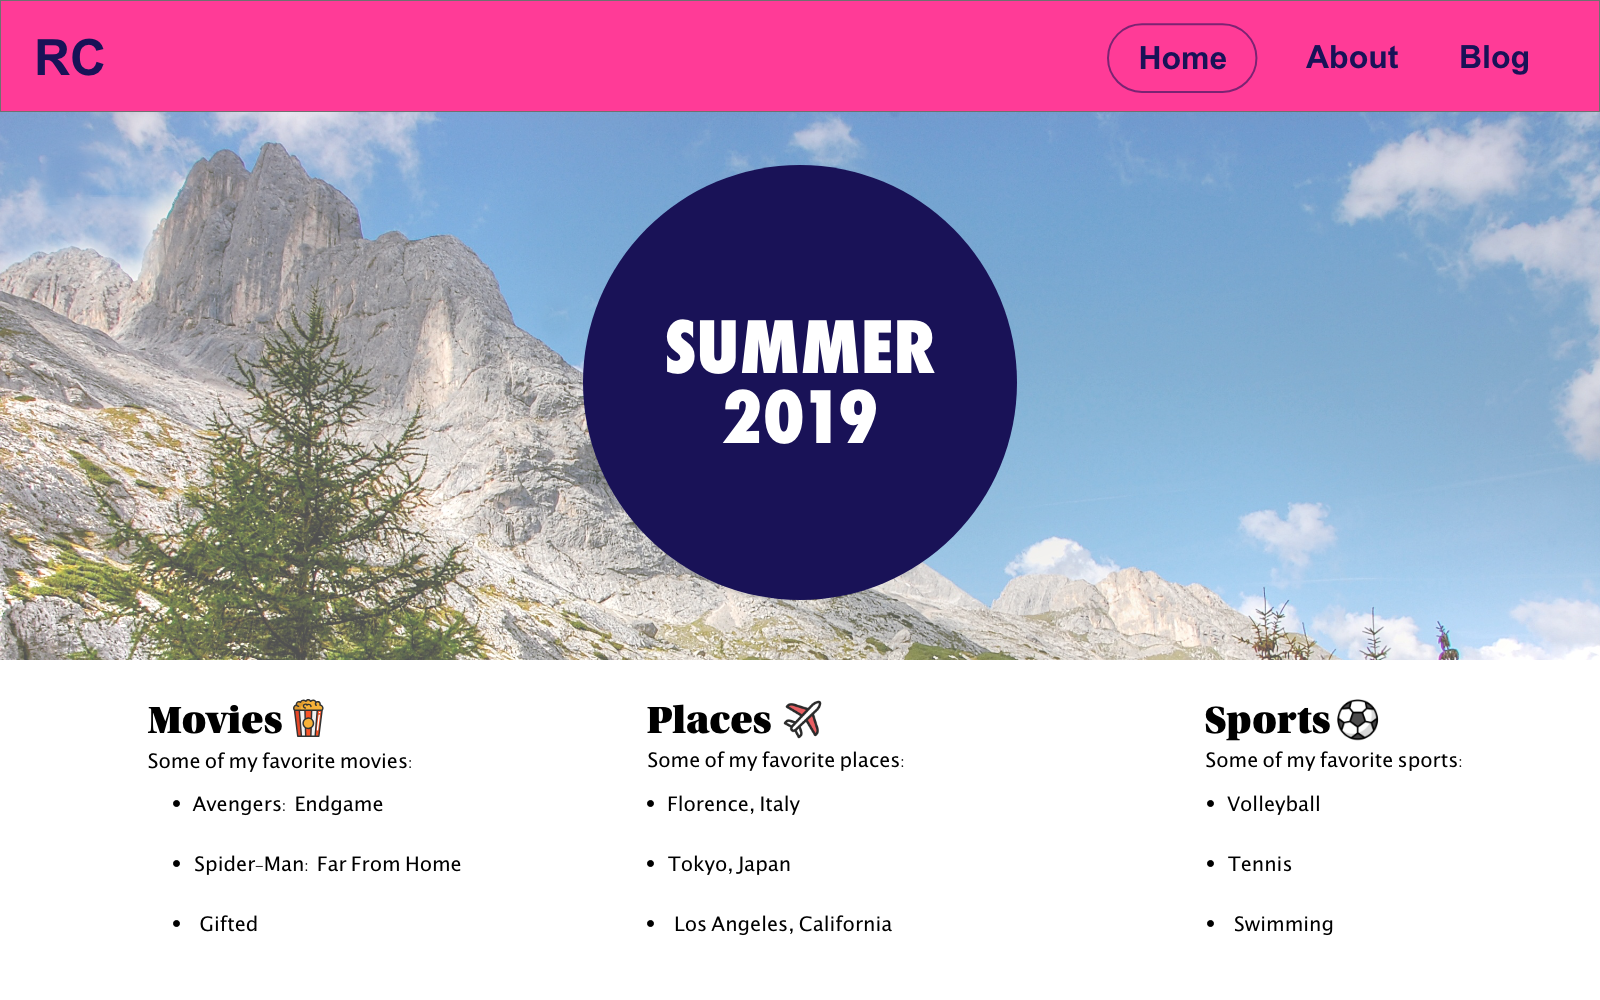 RC
Home About Blog
SUMMER
2019
Movies
Some of my favorite movies:
• Avengers: Endgame
• Spider-Man: Far From Home
• Gifted
Places
Some of my favorite places:
• Florence, Italy
• Tokyo, Japan
• Los Angeles, California
Sports
Some of my favorite sports:
• Volleyball
• Tennis
• Swimming